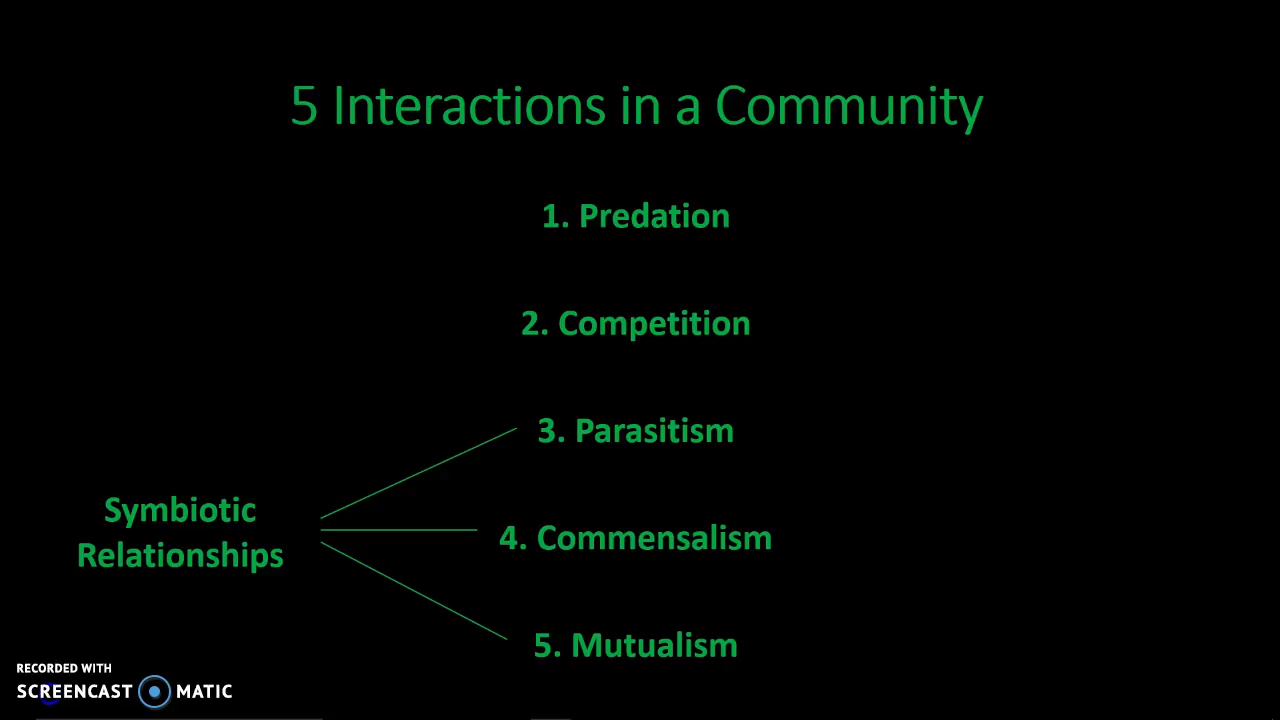 5 Interactions in a Community
1. Predation
2. Competition
3. Parasitism
Symbiotic
Relationships
4. Commensalism
5. Mutualism
RECORDED WITH
SCREENCAST MATIC